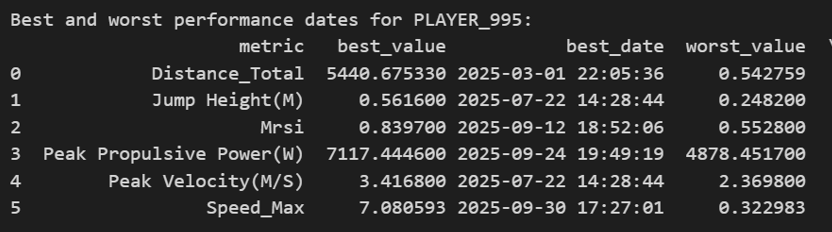 Best and worst performance dates for PLAYER_995:
metric best_value best_date worst_value
0 Distance_Total 5440.675330 2025-03-01 22:05:36 0.542759
1 Jump Height(M) 0.561600 2025-07-22 14:28:44 0.248200
2 Mrsi 0.839700 2025-09-12 18:52:06 0.552800
3 Peak Propulsive Power(W) 7117.444600 2025-09-24 19:49:19 4878.451700
4 Peak Velocity(M/S) 3.416800 2025-07-22 14:28:44 2.369800
5 Speed_Max 7.080593 2025-09-30 17:27:01 0.322983